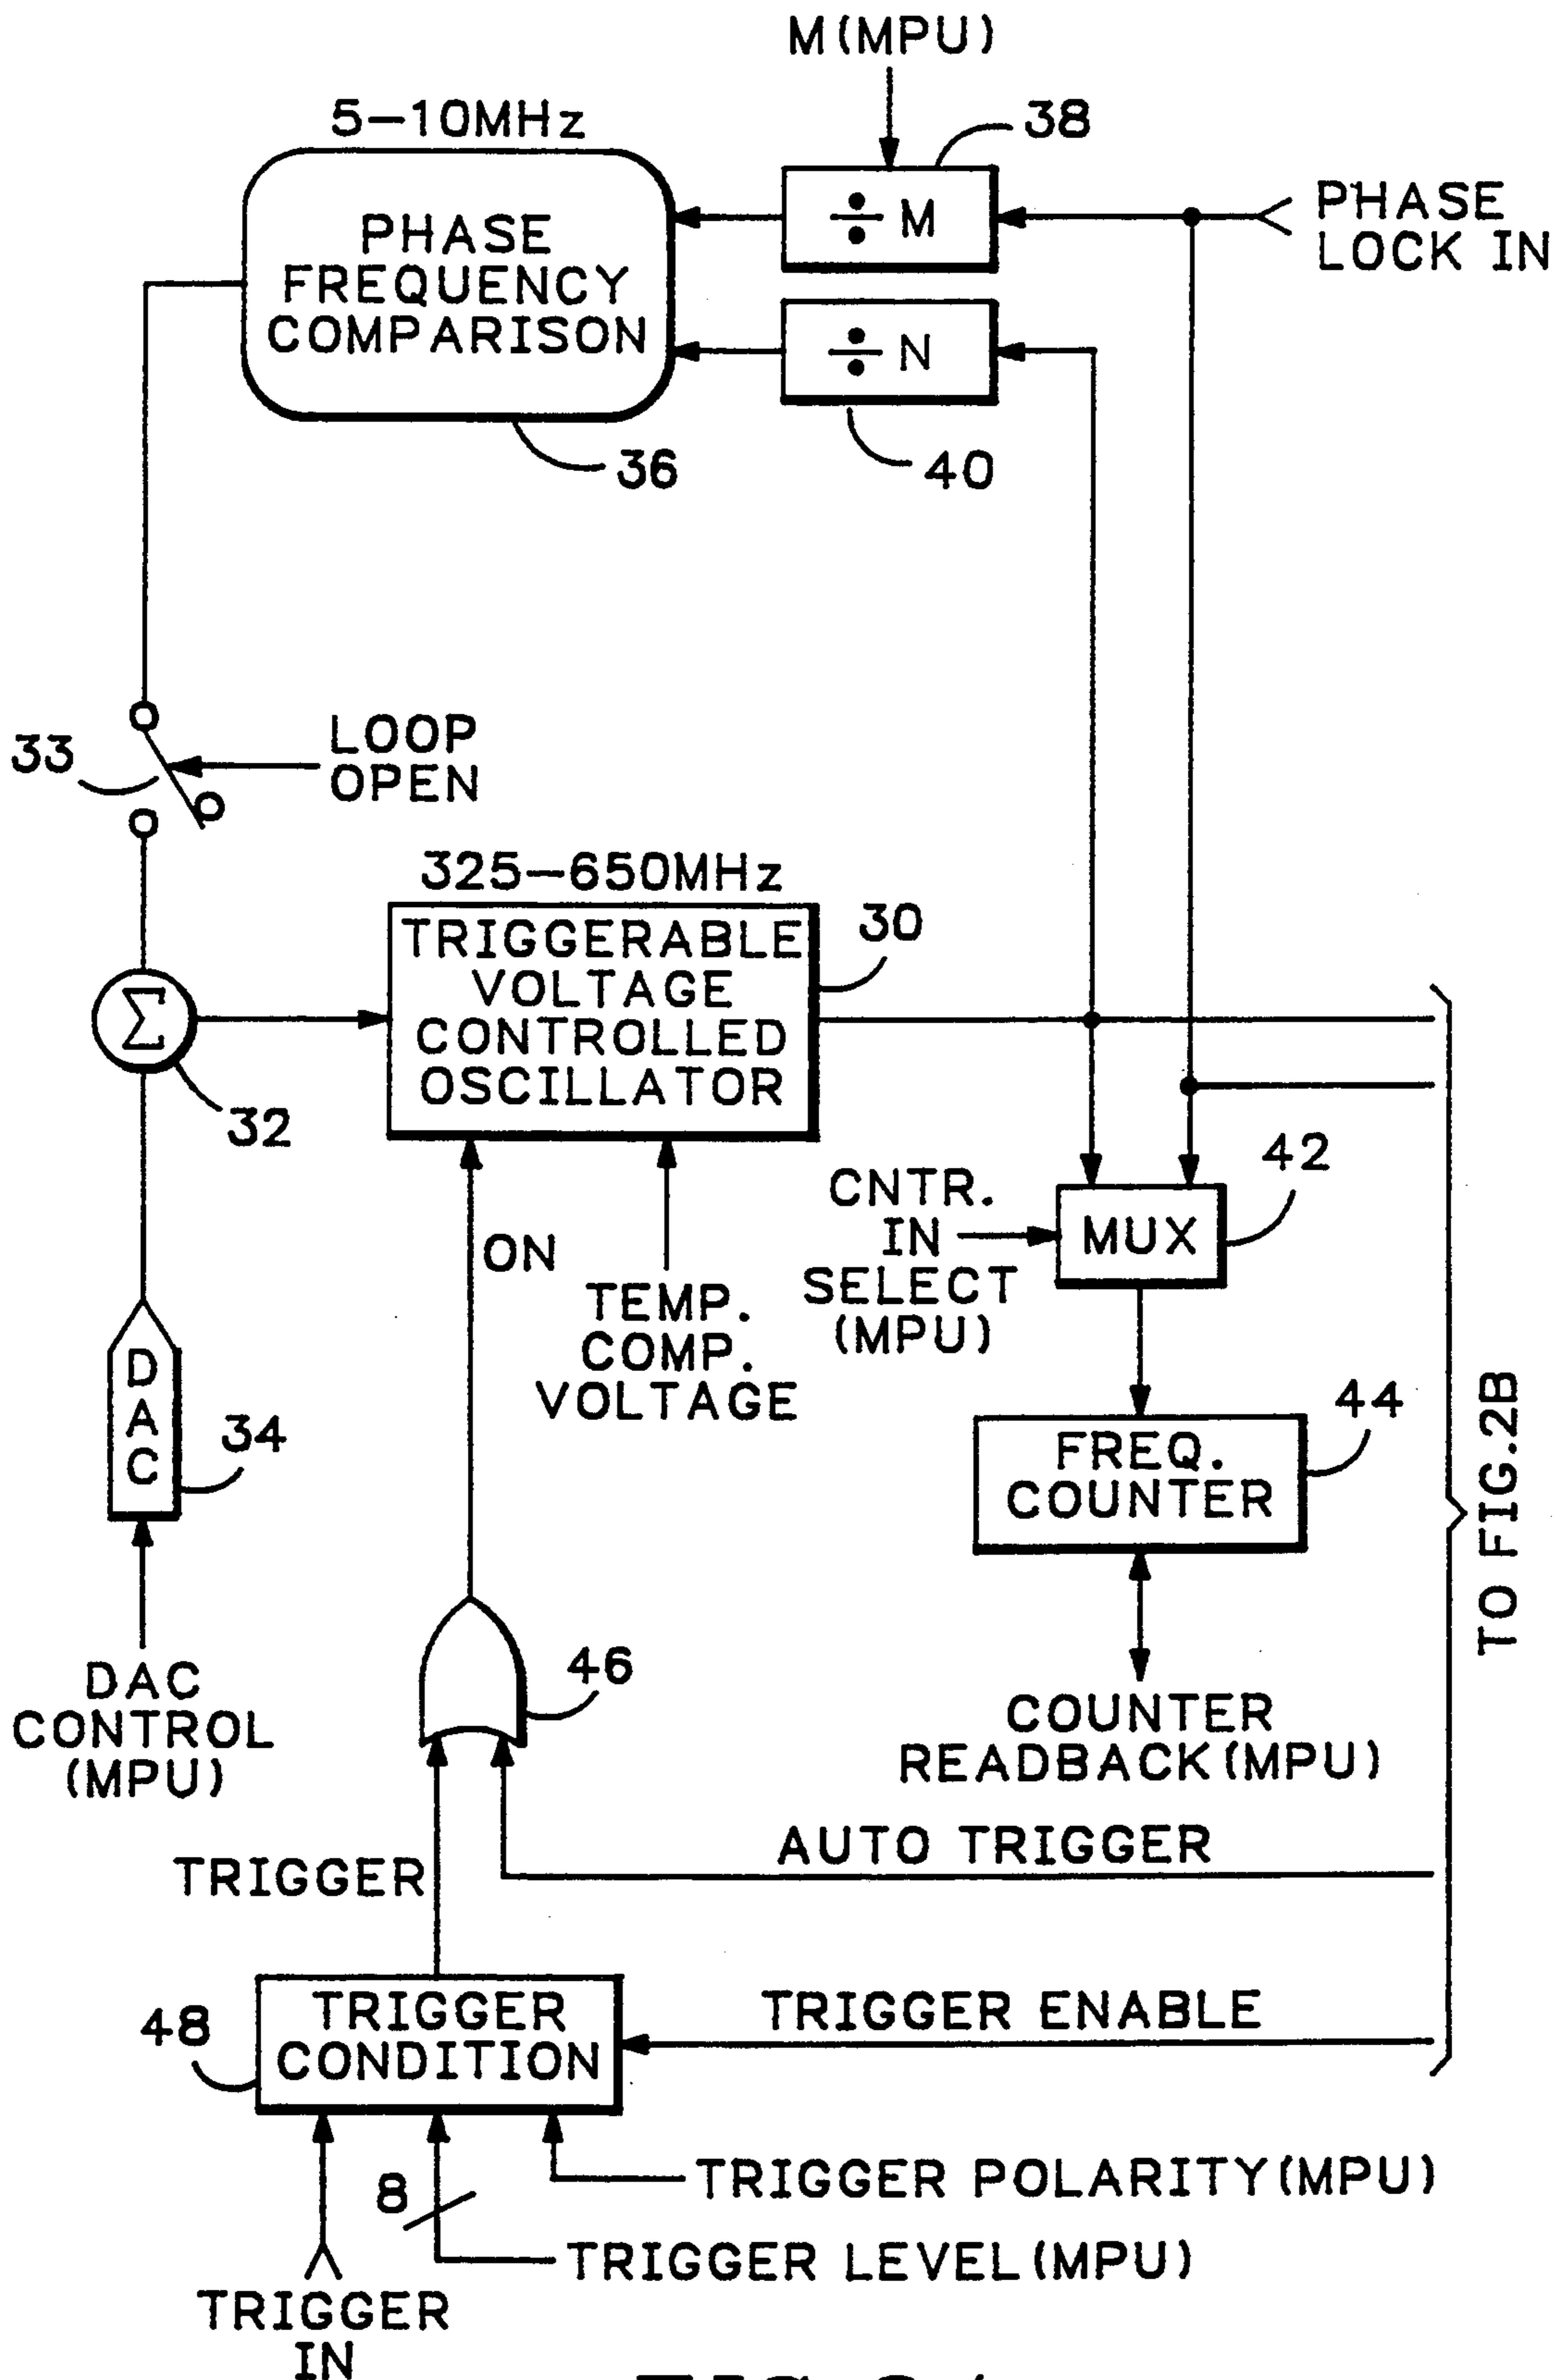 M(MPU)
5-10MHz
38
PHASE
FREQUENCY
COMPARISON
÷ M
PHASE
LOCK IN
÷ N
36
40
33
LOOP
OPEN
325-650MHz
TRIGGERABLE
VOLTAGE
CONTROLLED
OSCILLATOR
30
Σ
32
ON
TEMP.
COMP.
VOLTAGE
CNTR.
IN
SELECT
(MPU)
MUX
42
DAC
34
FREQ.
COUNTER
44
TO FIG.2B
DAC
CONTROL
(MPU)
46
COUNTER
READBACK(MPU)
AUTO TRIGGER
TRIGGER
48
TRIGGER
CONDITION
TRIGGER ENABLE
8
TRIGGER POLARITY(MPU)
TRIGGER LEVEL(MPU)
TRIGGER
IN